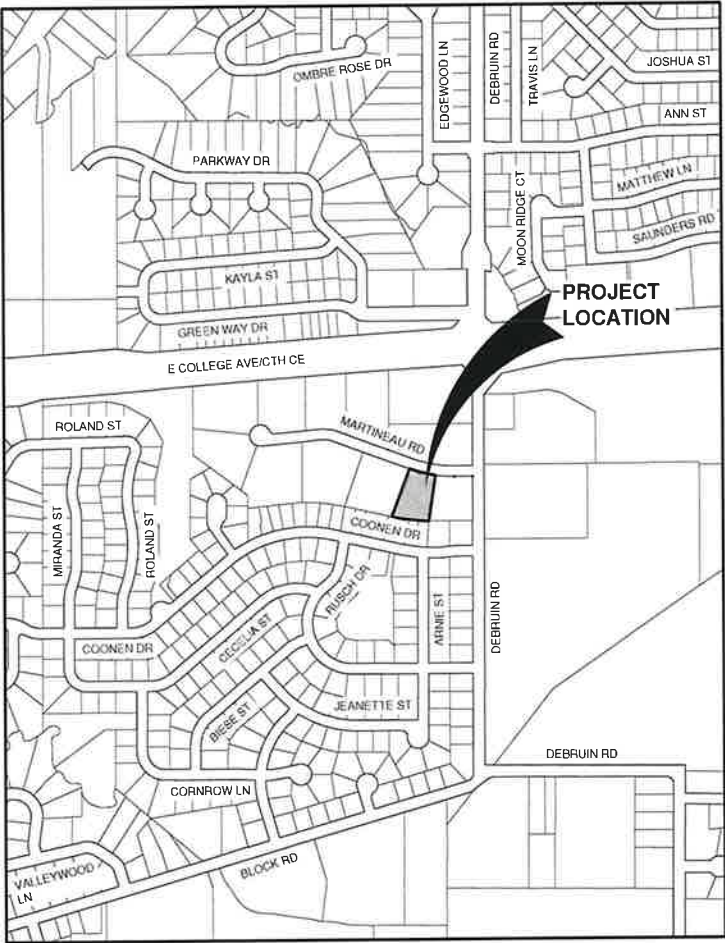 OMBRE ROSE DR
EDGEWOOD LN
DEBRUIN RD
TRAVIS LN
JOSHUA ST
ANN ST
PARKWAY DR
MATTHEW LN
MOON RIDGE CT
SAUNDERS RD
KAYLA ST
PROJECT
LOCATION
GREEN WAY DR
E COLLEGE AVE/CTH CE
ROLAND ST
MARTINEAU RD
MIRANDA ST
ROLAND ST
COONEN DR
RUSCH DR
ARNIE ST
DEBRUIN RD
COONEN DR
CECELIA ST
JEANETTE ST
BIESE ST
DEBRUIN RD
CORNROW LN
BLOCK RD
VALLEYWOOD
LN